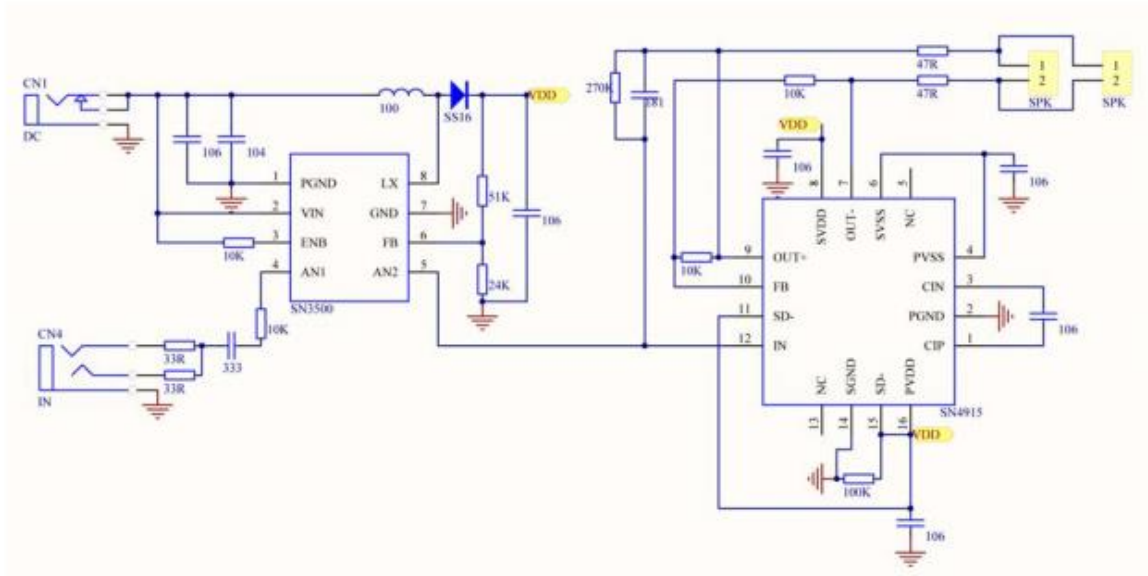 CN1
DC
106
104
100
SS16
VDD
1
PGND
LX
8
2
VIN
GND
7
3
ENB
FB
6
4
AN1
AN2
5
SN3500
10K
51K
24K
106
10K
CN4
IN
33R
33R
333
270K
181
10K
47R
47R
1
2
SPK
1
2
SPK
VDD
106
8
7
6
5
106
SVDD
OUT-
SVSS
NC
9
OUT+
10
FB
11
SD-
12
IN
10K
PVSS
4
CIN
3
PGND
2
CIP
1
106
NC
SGND
SD-
PVDD
13
14
15
16
SN4915
VDD
100K
106